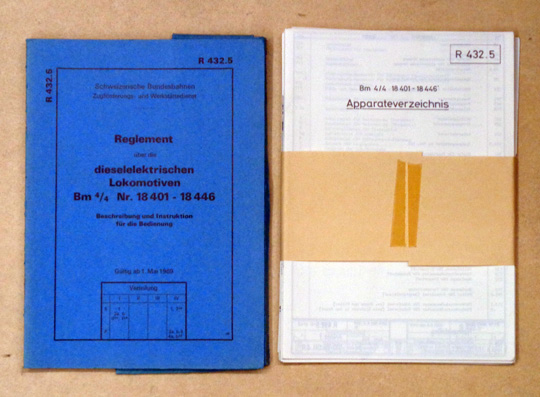 R 432.5
R 432.5
Schweizerische Bundesbahnen
Zugförderungs- und Werkstättedienst
Reglement
über die
dieselelektrischen
Lokomotiven
Bm 4/4 Nr. 18 401 - 18 446
Beschreibung und Instruktion
für die Bedienung
Gültig ab 1. Mai 1969
Verteilung
I II III
R 432.5
Bm 4/4 18 401 - 18 446
Apparateverzeichnis